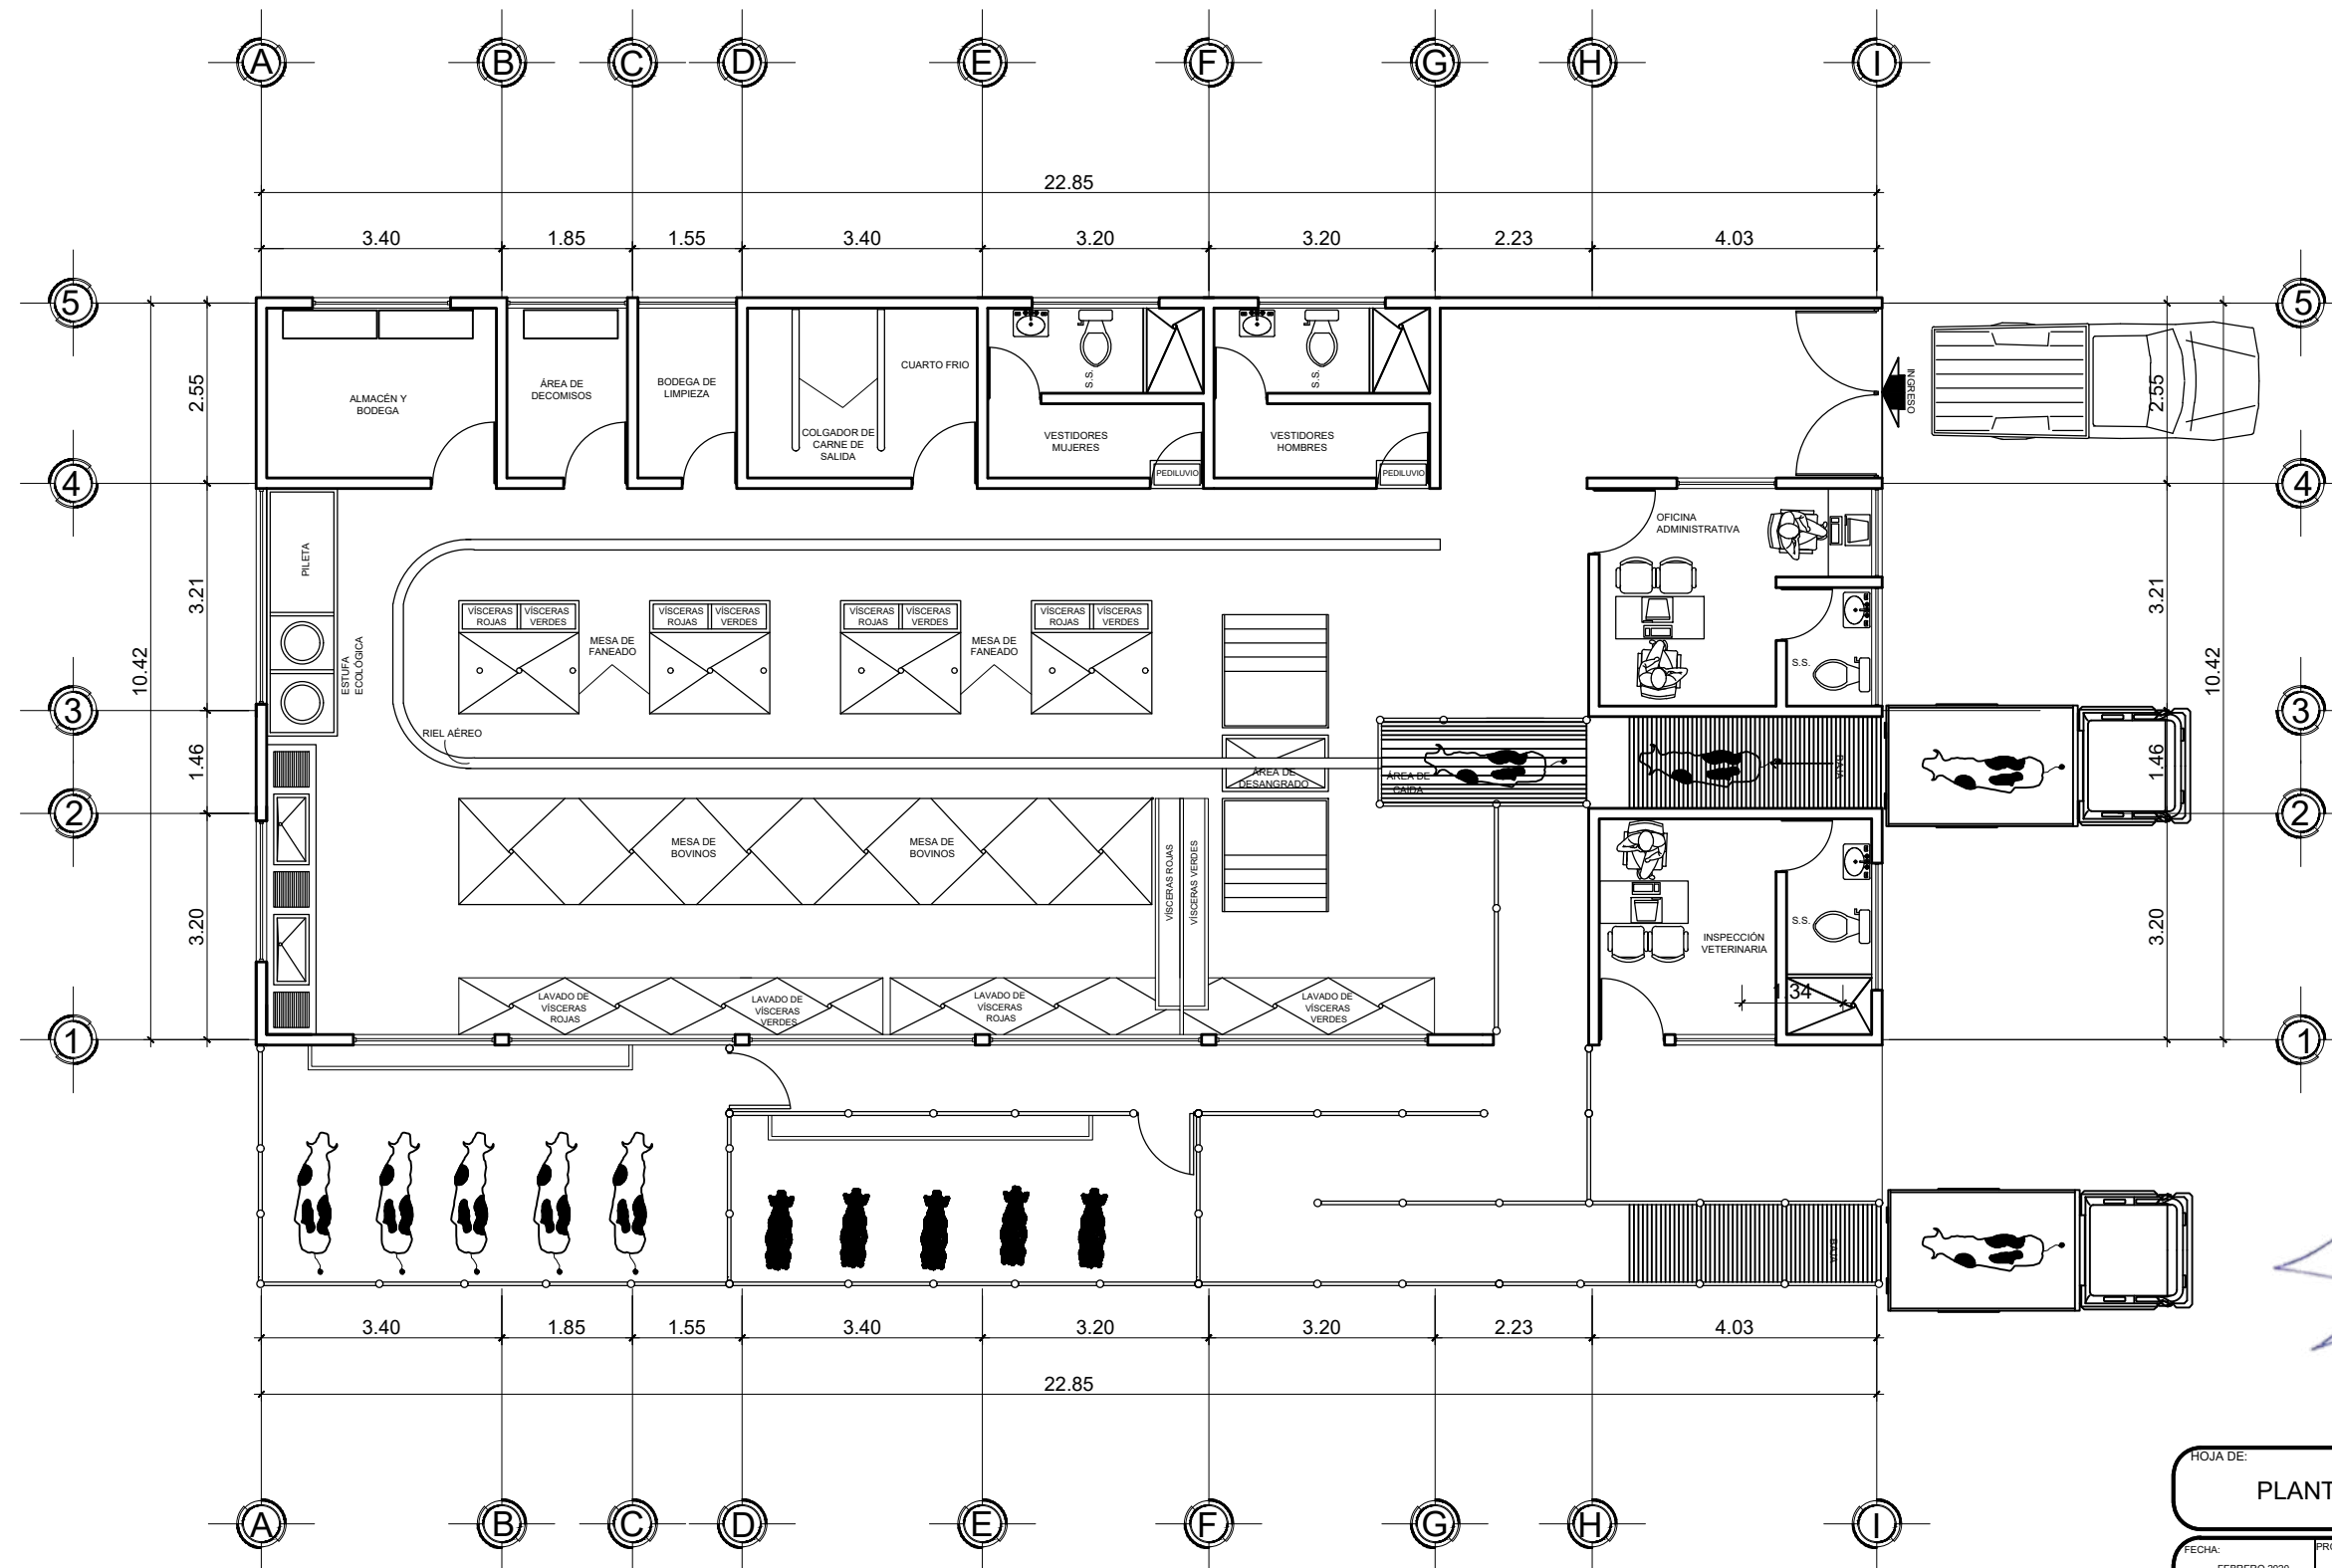 A B C D E F G H I
22.85
3.40 1.85 1.55 3.40 3.20 3.20 2.23 4.03
5 5
4 4
3 3
2 2
1 1
10.42
2.55
3.21
1.46
3.20
2.55
3.21
1.46
3.20
10.42
ALMACÉN Y
BODEGA
ÁREA DE
DECOMISOS
BODEGA DE
LIMPIEZA
CUARTO FRIO
COLGADOR DE
CARNE DE
SALIDA
S.S.
VESTIDORES
MUJERES
PEDILUVIO
S.S.
VESTIDORES
HOMBRES
PEDILUVIO
INGRESO
OFICINA
ADMINISTRATIVA
S.S.
PILETA
ESTUFA
ECOLÓGICA
VÍSCERAS
ROJAS
VÍSCERAS
VERDES
MESA DE
FANEADO
VÍSCERAS
ROJAS
VÍSCERAS
VERDES
VÍSCERAS
ROJAS
VÍSCERAS
VERDES
MESA DE
FANEADO
VÍSCERAS
ROJAS
VÍSCERAS
VERDES
RIEL AÉREO
ÁREA DE
DESANGRADO
ÁREA DE
CAÍDA
BAJA
MESA DE
BOVINOS
MESA DE
BOVINOS
VÍSCERAS ROJAS
VÍSCERAS VERDES
S.S.
INSPECCIÓN
VETERINARIA
1.34
LAVADO DE
VÍSCERAS
ROJAS
LAVADO DE
VÍSCERAS
VERDES
LAVADO DE
VÍSCERAS
ROJAS
LAVADO DE
VÍSCERAS
VERDES
BAJA
3.40 1.85 1.55 3.40 3.20 3.20 2.23 4.03
22.85
A B C D E F G H I
HOJA DE:
PLANT
FECHA:
FEBRERO 2020
PRO